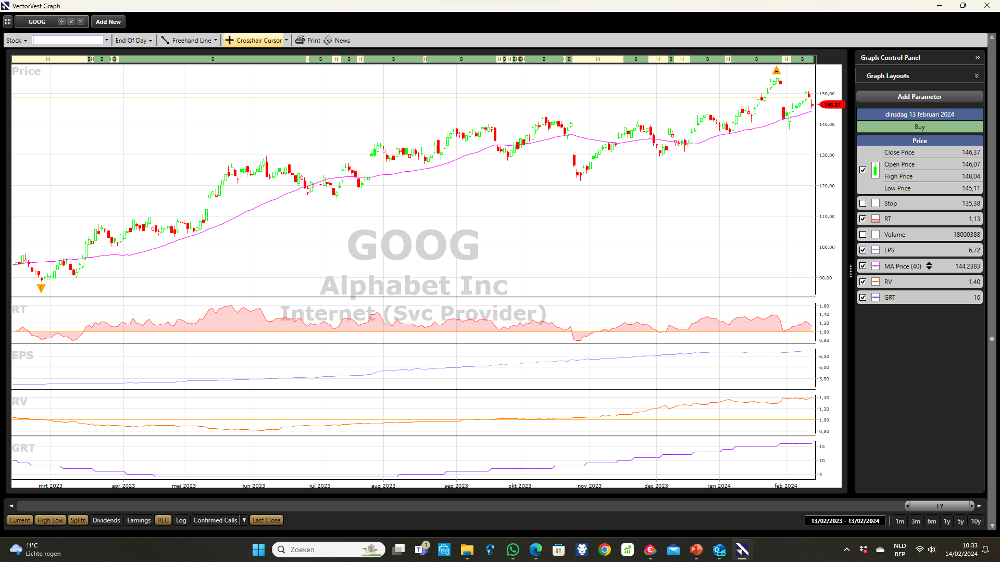 VectorVest Graph
GOOG Add New
Stock End Of Day Freehand Line Crosshair Cursor Print News
H B H B H B H B H B H B H B H B H B H B H B H B H B H B H B H B H B H B
Price
H
150,00
146,37
140,00
130,00
120,00
110,00
100,00
90,00
L
GOOG
Alphabet Inc
Internet (Svc Provider)
RT
1,60
1,40
1,20
1,00
0,80
EPS
6,50
6,00
5,50
RV
1,40
1,20
1,00
0,80
GRT
15
10
5
mrt 2023 apr 2023 mei 2023 jun 2023 jul 2023 aug 2023 sep 2023 okt 2023 nov 2023 dec 2023 jan 2024 feb 2024
Graph Control Panel
Graph Layouts
Add Parameter
dinsdag 13 februari 2024
Buy
Price
Close Price 146,37
Open Price 146,07
High Price 148,04
Low Price 145,11
Stop 135,38
RT 1,13
Volume 18000388
EPS 6,72
MA Price (40) 144,2383
RV 1,40
GRT 16
1 Y
Current High Low Splits Dividends Earnings REC Log Confirmed Calls Last Close 13/02/2023 - 13/02/2024 1m 3m 6m 1y 5y 10y
11°C
Lichte regen
Zoeken
1
NEW
NLD
BEP
10:33
14/02/2024